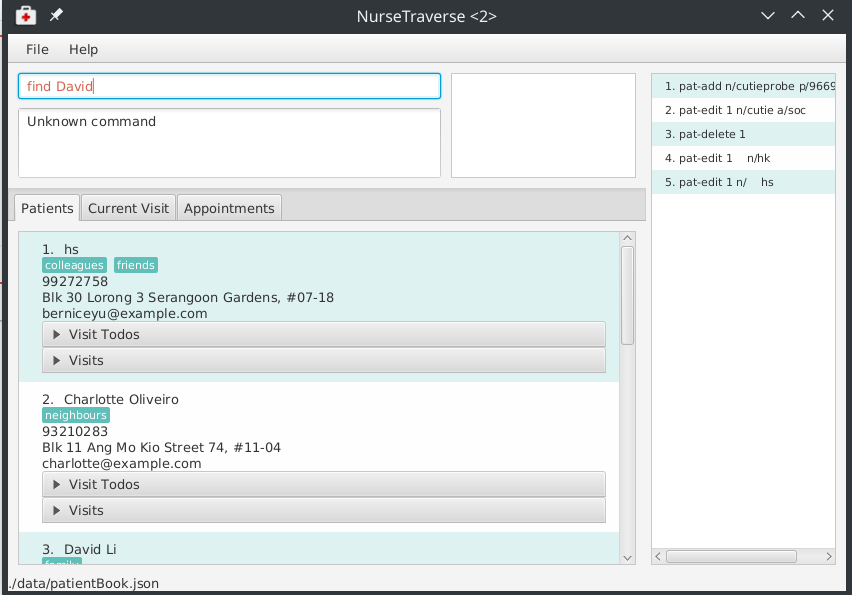 NurseTraverse <2>
File Help
find David
Unknown command
1. pat-add n/cutieprobe p/9669
2. pat-edit 1 n/cutie a/soc
3. pat-delete 1
4. pat-edit 1    n/hk
5. pat-edit 1 n/    hs
Patients Current Visit Appointments
1. hs
colleagues friends
99272758
Blk 30 Lorong 3 Serangoon Gardens, #07-18
berniceyu@example.com
Visit Todos
Visits
2. Charlotte Oliveiro
neighbours
93210283
Blk 11 Ang Mo Kio Street 74, #11-04
charlotte@example.com
Visit Todos
Visits
3. David Li
family
./data/patientBook.json